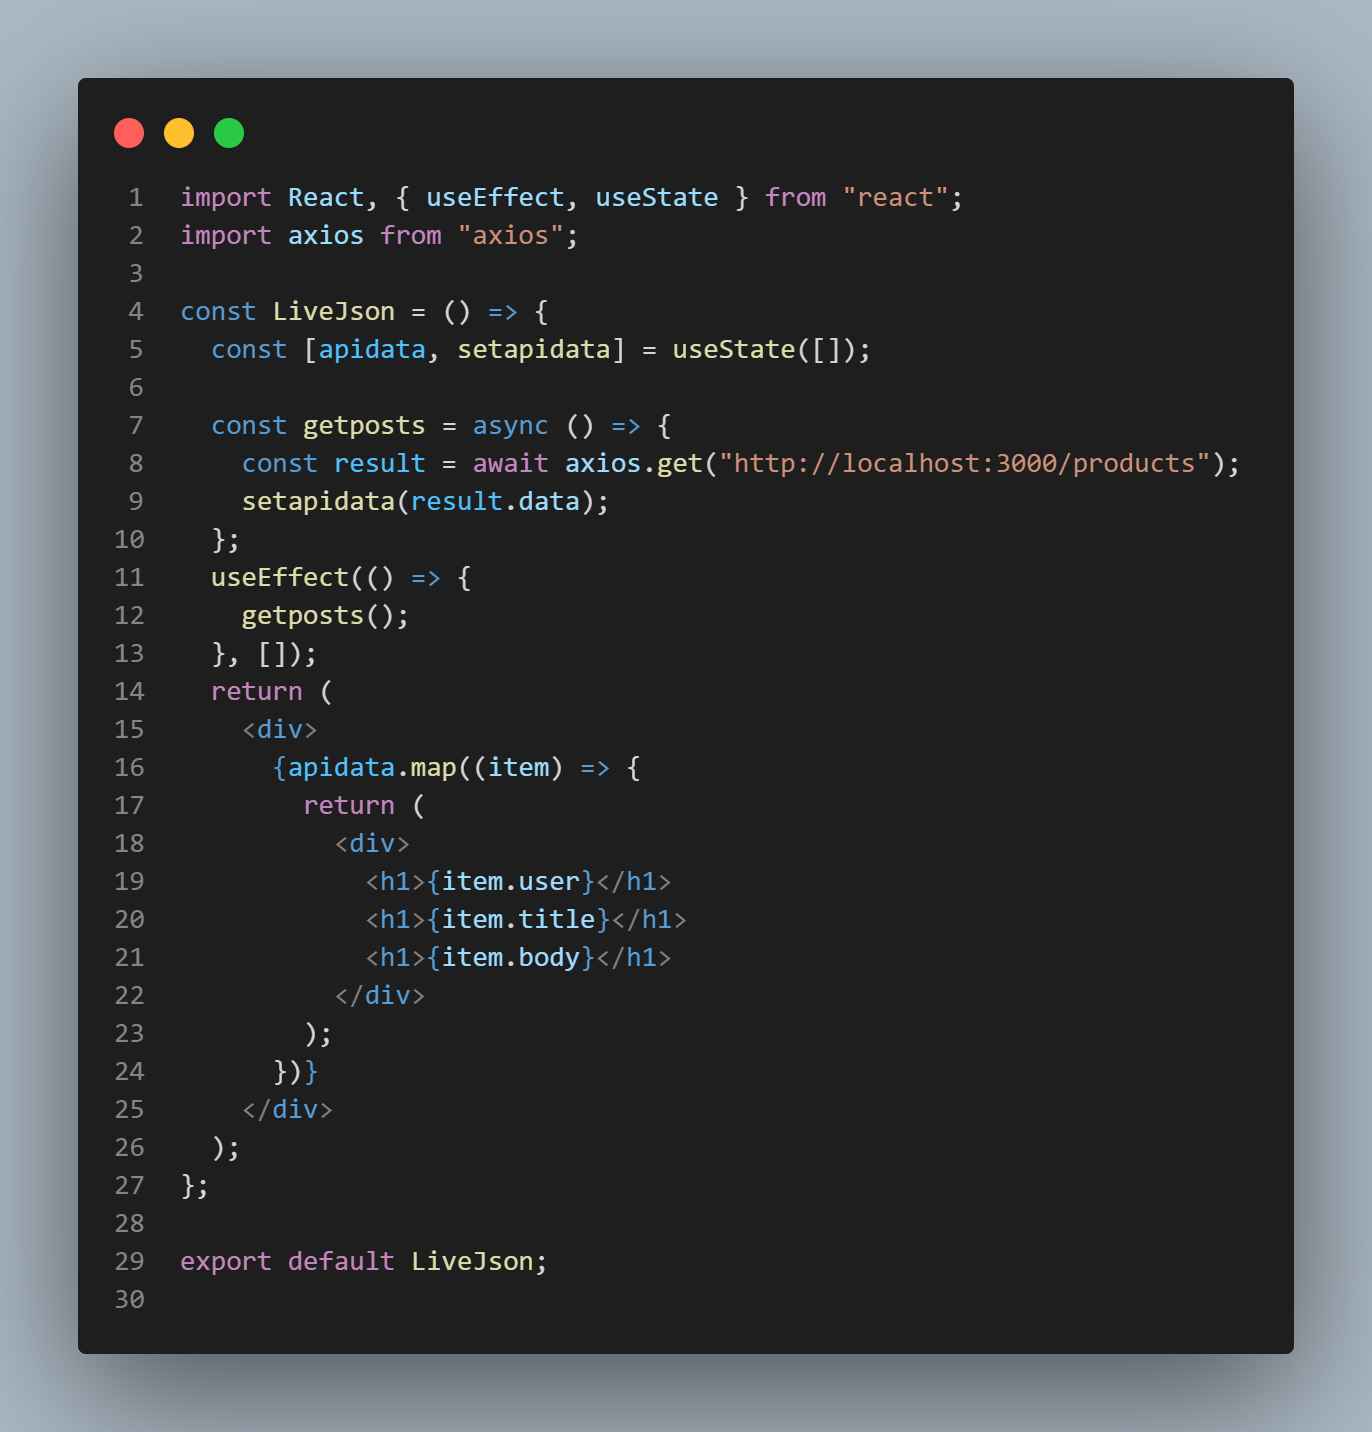 1 import React, { useEffect, useState } from "react";
2 import axios from "axios";
3
4 const LiveJson = () => {
5   const [apidata, setapidata] = useState([]);
6
7   const getposts = async () => {
8     const result = await axios.get("http://localhost:3000/products");
9     setapidata(result.data);
10   };
11   useEffect(() => {
12     getposts();
13   }, []);
14   return (
15     <div>
16       {apidata.map((item) => {
17         return (
18           <div>
19             <h1>{item.user}</h1>
20             <h1>{item.title}</h1>
21             <h1>{item.body}</h1>
22           </div>
23         );
24       })}
25     </div>
26   );
27 };
28
29 export default LiveJson;
30